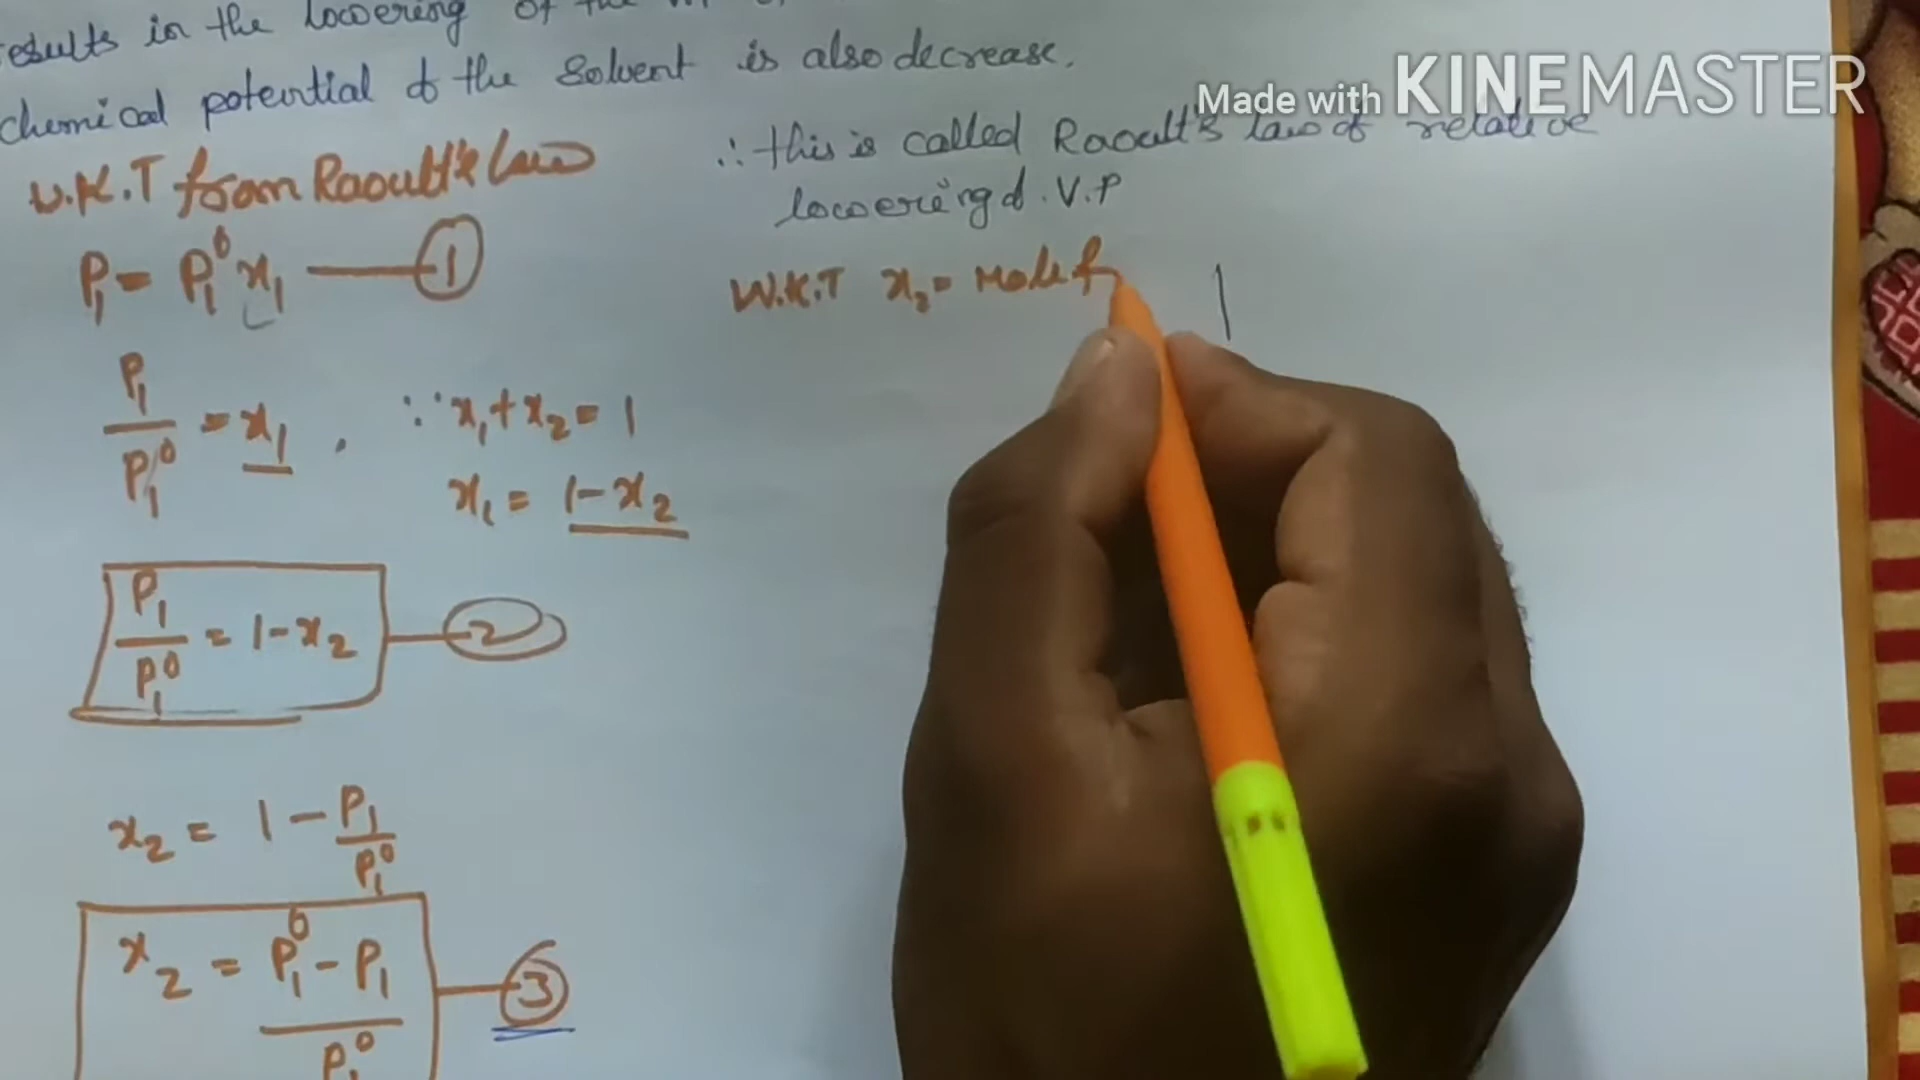 esults in the lowering of the
chemical potential of the Solvent is also decrease.
W.K.T from Raoult's law
P₁ = P₁⁰ x₁ — 1
P₁/P₁⁰ = x₁ , ∵ x₁ + x₂ = 1
x₁ = 1 - x₂
P₁/P₁⁰ = 1 - x₂ — 2
x₂ = 1 - P₁/P₁⁰
x₂ = P₁⁰ - P₁ / P₁⁰ — 3
Made with KINEMASTER
∴ this is called Raoult's law of relative
lowering of V.P
W.K.T x₂ = Mole f